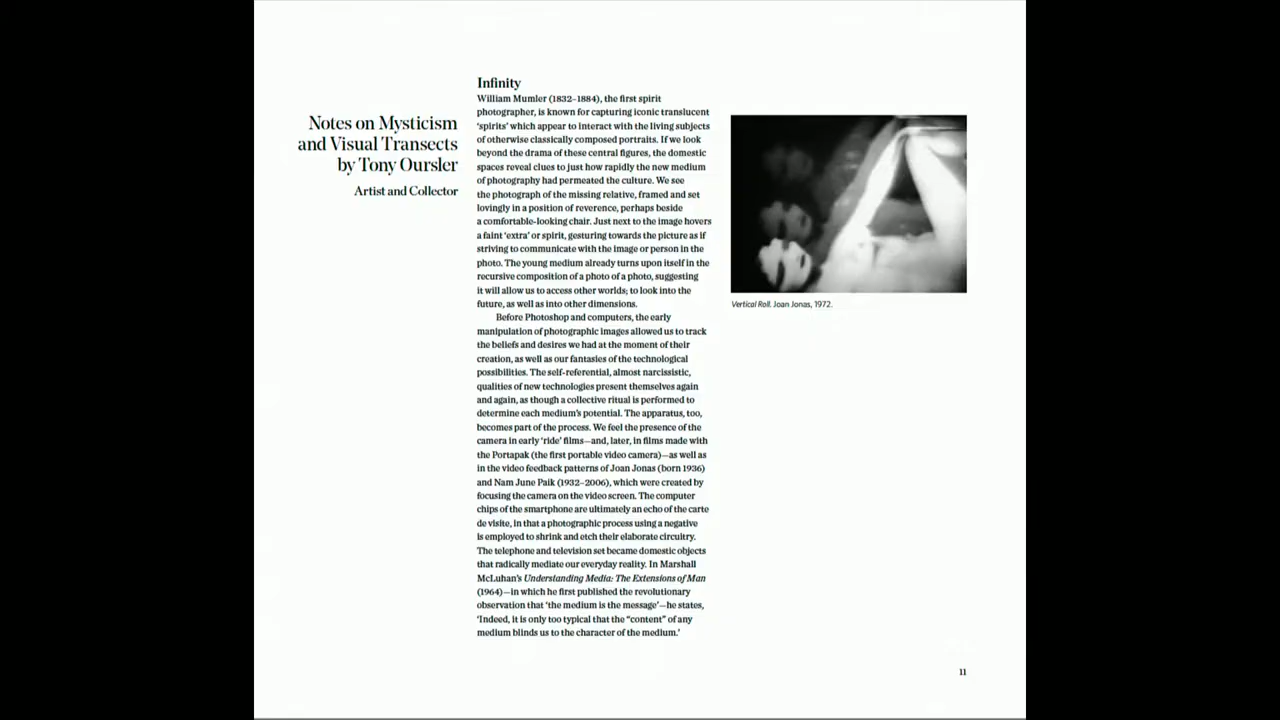 Notes on Mysticism
and Visual Transects
by Tony Oursler
Artist and Collector
Infinity
William Mumler (1832–1884), the first spirit
photographer, is known for capturing iconic translucent
‘spirits’ which appear to interact with the living subjects
of otherwise classically composed portraits. If we look
beyond the drama of these central figures, the domestic
spaces reveal clues to just how rapidly the new medium
of photography had permeated the culture. We see
the photograph of the missing relative, framed and set
lovingly in a position of reverence, perhaps beside
a comfortable-looking chair. Just next to the image hovers
a faint ‘extra’ or spirit, gesturing towards the picture as if
striving to communicate with the image or person in the
photo. The young medium already turns upon itself in the
recursive composition of a photo of a photo, suggesting
it will allow us to access other worlds; to look into the
future, as well as into other dimensions.
Before Photoshop and computers, the early
manipulation of photographic images allowed us to track
the beliefs and desires we had at the moment of their
creation, as well as our fantasies of the technological
possibilities. The self-referential, almost narcissistic,
qualities of new technologies present themselves again
and again, as though a collective ritual is performed to
determine each medium’s potential. The apparatus, too,
becomes part of the process. We feel the presence of the
camera in early ‘ride’ films—and, later, in films made with
the Portapak (the first portable video camera)—as well as
in the video feedback patterns of Joan Jonas (born 1936)
and Nam June Paik (1932–2006), which were created by
focusing the camera on the video screen. The computer
chips of the smartphone are ultimately an echo of the carte
de visite, in that a photographic process using a negative
is employed to shrink and etch their elaborate circuitry.
The telephone and television set became domestic objects
that radically mediate our everyday reality. In Marshall
McLuhan’s Understanding Media: The Extensions of Man
(1964)—in which he first published the revolutionary
observation that ‘the medium is the message’—he states,
‘Indeed, it is only too typical that the “content” of any
medium blinds us to the character of the medium.’
Vertical Roll. Joan Jonas, 1972.
11